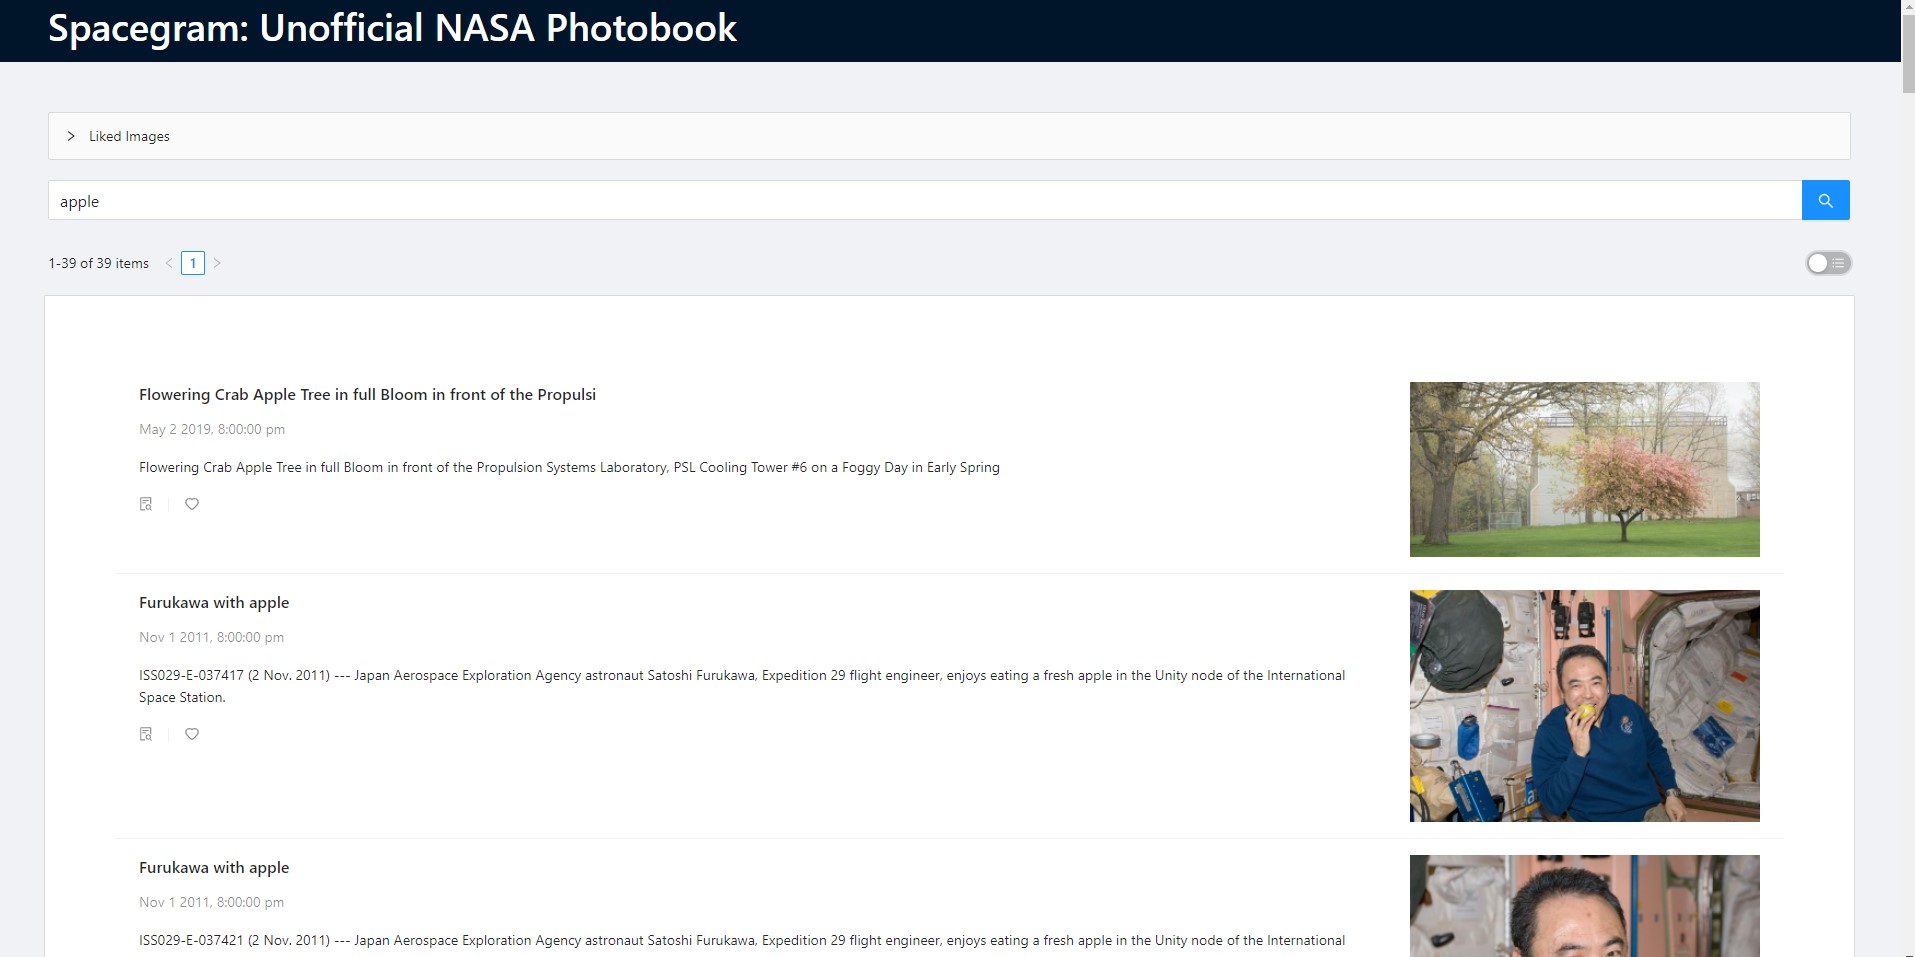 Spacegram: Unofficial NASA Photobook
Liked Images
apple
1-39 of 39 items
1
Flowering Crab Apple Tree in full Bloom in front of the Propulsi
May 2 2019, 8:00:00 pm
Flowering Crab Apple Tree in full Bloom in front of the Propulsion Systems Laboratory, PSL Cooling Tower #6 on a Foggy Day in Early Spring
Furukawa with apple
Nov 1 2011, 8:00:00 pm
ISS029-E-037417 (2 Nov. 2011) --- Japan Aerospace Exploration Agency astronaut Satoshi Furukawa, Expedition 29 flight engineer, enjoys eating a fresh apple in the Unity node of the International
Space Station.
Furukawa with apple
Nov 1 2011, 8:00:00 pm
ISS029-E-037421 (2 Nov. 2011) --- Japan Aerospace Exploration Agency astronaut Satoshi Furukawa, Expedition 29 flight engineer, enjoys eating a fresh apple in the Unity node of the International